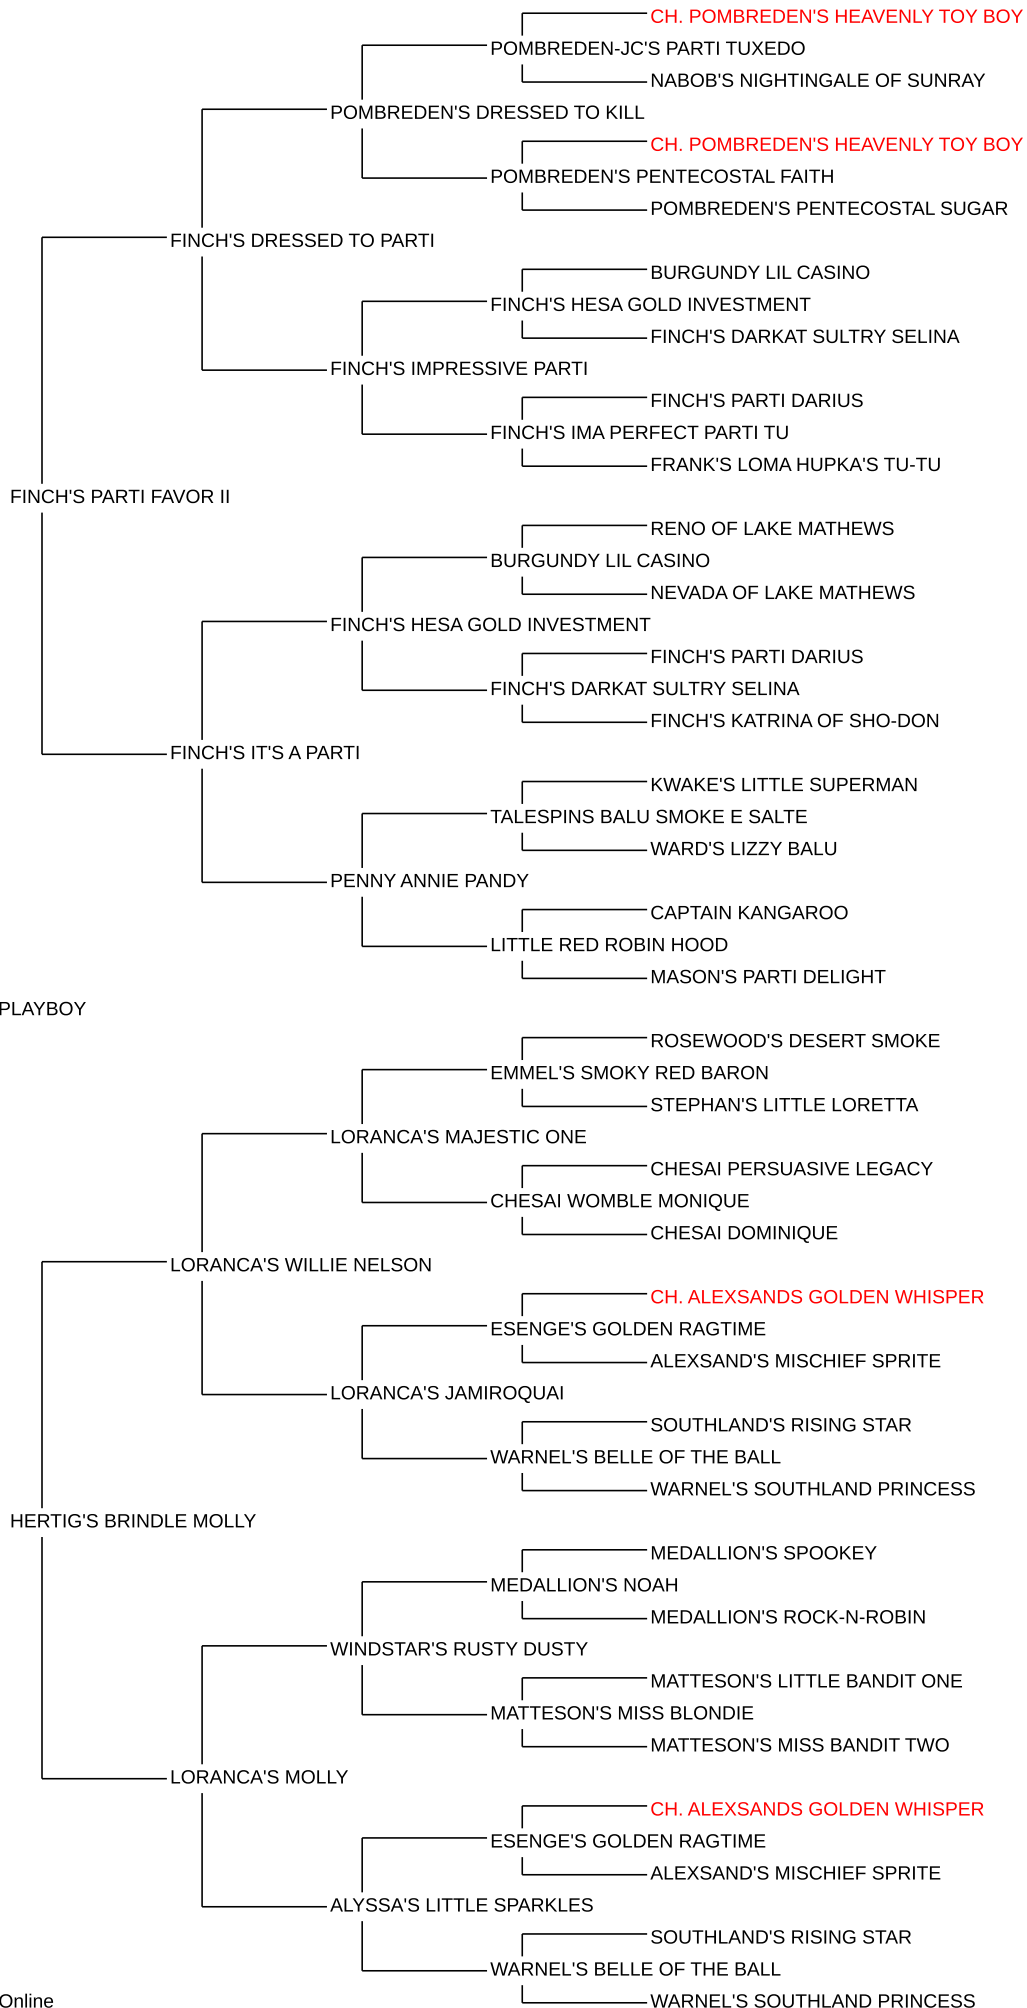 CH. POMBREDEN'S HEAVENLY TOY BOY
POMBREDEN-JC'S PARTI TUXEDO
NABOB'S NIGHTINGALE OF SUNRAY
POMBREDEN'S DRESSED TO KILL
CH. POMBREDEN'S HEAVENLY TOY BOY
POMBREDEN'S PENTECOSTAL FAITH
POMBREDEN'S PENTECOSTAL SUGAR
FINCH'S DRESSED TO PARTI
BURGUNDY LIL CASINO
FINCH'S HESA GOLD INVESTMENT
FINCH'S DARKAT SULTRY SELINA
FINCH'S IMPRESSIVE PARTI
FINCH'S PARTI DARIUS
FINCH'S IMA PERFECT PARTI TU
FRANK'S LOMA HUPKA'S TU-TU
FINCH'S PARTI FAVOR II
RENO OF LAKE MATHEWS
BURGUNDY LIL CASINO
NEVADA OF LAKE MATHEWS
FINCH'S HESA GOLD INVESTMENT
FINCH'S PARTI DARIUS
FINCH'S DARKAT SULTRY SELINA
FINCH'S KATRINA OF SHO-DON
FINCH'S IT'S A PARTI
KWAKE'S LITTLE SUPERMAN
TALESPINS BALU SMOKE E SALTE
WARD'S LIZZY BALU
PENNY ANNIE PANDY
CAPTAIN KANGAROO
LITTLE RED ROBIN HOOD
MASON'S PARTI DELIGHT
PLAYBOY
ROSEWOOD'S DESERT SMOKE
EMMEL'S SMOKY RED BARON
STEPHAN'S LITTLE LORETTA
LORANCA'S MAJESTIC ONE
CHESAI PERSUASIVE LEGACY
CHESAI WOMBLE MONIQUE
CHESAI DOMINIQUE
LORANCA'S WILLIE NELSON
CH. ALEXSANDS GOLDEN WHISPER
ESENGE'S GOLDEN RAGTIME
ALEXSAND'S MISCHIEF SPRITE
LORANCA'S JAMIROQUAI
SOUTHLAND'S RISING STAR
WARNEL'S BELLE OF THE BALL
WARNEL'S SOUTHLAND PRINCESS
HERTIG'S BRINDLE MOLLY
MEDALLION'S SPOOKEY
MEDALLION'S NOAH
MEDALLION'S ROCK-N-ROBIN
WINDSTAR'S RUSTY DUSTY
MATTESON'S LITTLE BANDIT ONE
MATTESON'S MISS BLONDIE
MATTESON'S MISS BANDIT TWO
LORANCA'S MOLLY
CH. ALEXSANDS GOLDEN WHISPER
ESENGE'S GOLDEN RAGTIME
ALEXSAND'S MISCHIEF SPRITE
ALYSSA'S LITTLE SPARKLES
SOUTHLAND'S RISING STAR
WARNEL'S BELLE OF THE BALL
WARNEL'S SOUTHLAND PRINCESS
Online